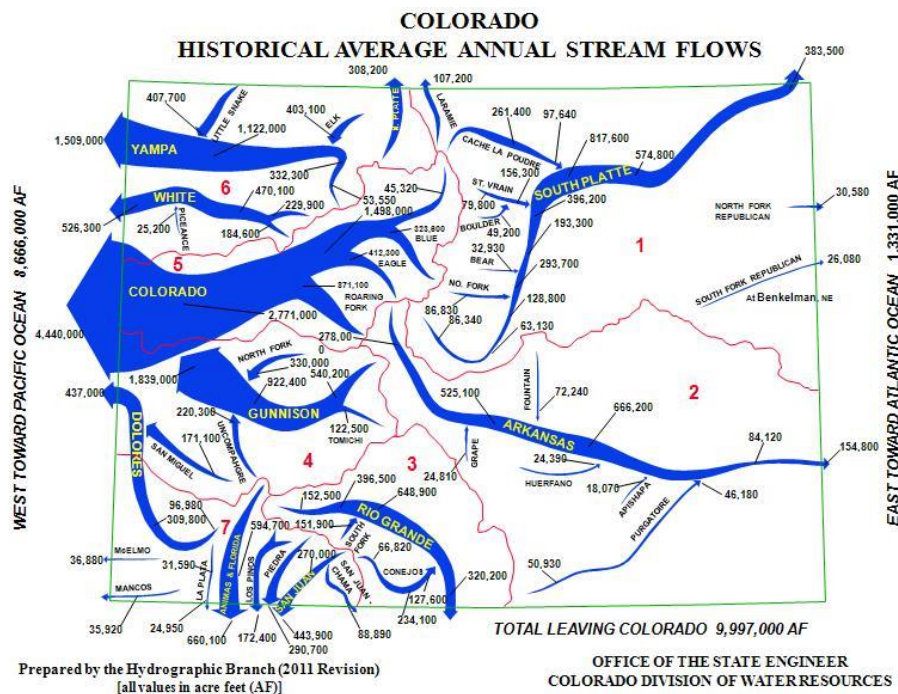 COLORADO
HISTORICAL AVERAGE ANNUAL STREAM FLOWS
383,500
308,200
107,200
407,700
LITTLE SNAKE
403,100
ELK
N. PLATTE
LARAMIE
261,400
97,640
CACHE LA POUDRE
817,600
1,122,000
1,509,000
YAMPA
574,800
332,300
156,300
ST. VRAIN
SOUTH PLATTE
6
45,320
396,200
WHITE
470,100
229,900
53,550
79,800
30,580
NORTH FORK
REPUBLICAN
1,498,000
BOULDER
49,200
193,300
526,300
25,200
PICEANCE
184,600
323,600
BLUE
32,930
BEAR
1
5
412,300
EAGLE
293,700
26,080
SOUTH FORK REPUBLICAN
COLORADO
871,100
ROARING
FORK
NO. FORK
128,800
At Benkelman, NE
86,830
86,340
2,771,000
63,130
4,440,000
278,00
0
NORTH FORK
330,000
1,839,000
922,400
540,200
FOUNTAIN
2
72,240
437,000
525,100
GUNNISON
220,300
122,500
TOMICHI
ARKANSAS
666,200
DOLORES
171,100
SAN MIGUEL
UNCOMPAHGRE
GRAPE
84,120
154,800
4
3
24,390
HUERFANO
24,810
18,070
APISHAPA
46,180
396,500
648,900
152,500
96,980
309,800
7
594,700
151,900
RIO GRANDE
SOUTH
FORK
PURGATOIRE
McELMO
36,880
31,590
LA PLATA
ANIMAS & FLORIDA
LOS PINOS
PIEDRA
270,000
66,820
SAN JUAN -
CHAMA
CONEJOS
50,930
320,200
MANCOS
SAN JUAN
127,600
35,920
24,950
234,100
660,100
172,400
443,900
290,700
88,890
TOTAL LEAVING COLORADO 9,997,000 AF
WEST TOWARD PACIFIC OCEAN 8,666,000 AF
EAST TOWARD ATLANTIC OCEAN 1,331,000 AF
Prepared by the Hydrographic Branch (2011 Revision)
[all values in acre feet (AF)]
OFFICE OF THE STATE ENGINEER
COLORADO DIVISION OF WATER RESOURCES